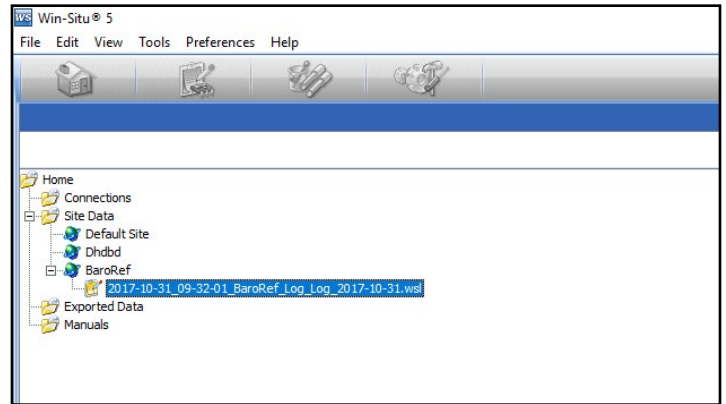 WS Win-Situ® 5
File Edit View Tools Preferences Help
Home
Connections
Site Data
Default Site
Dhdbd
BaroRef
2017-10-31_09-32-01_BaroRef_Log_Log_2017-10-31.wsl
Exported Data
Manuals